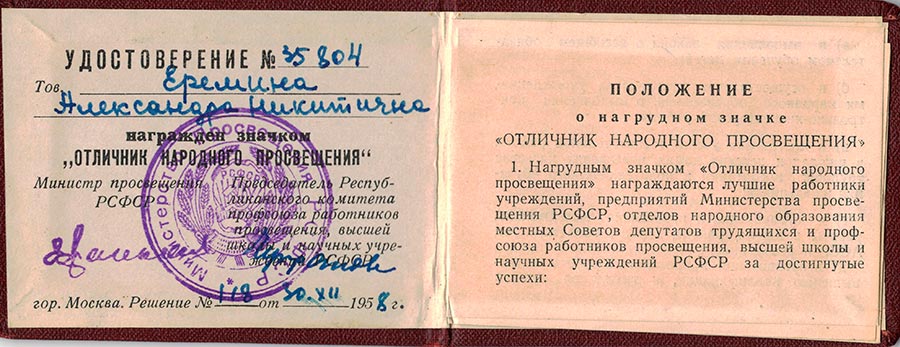 УДОСТОВЕРЕНИЕ № 35804
Тов. Еремина
Александра Никитична
награжден значком
„ОТЛИЧНИК НАРОДНОГО ПРОСВЕЩЕНИЯ“
Министр просвещения
РСФСР
Председатель Респуб-
ликанского комитета
профсоюза работников
просвещения, высшей
школы и научных учре-
ждений РСФСР
гор. Москва. Решение № 118 от 30.XII 1958 г.
ПОЛОЖЕНИЕ
о нагрудном значке
«ОТЛИЧНИК НАРОДНОГО ПРОСВЕЩЕНИЯ»
1. Нагрудным значком «Отличник народного
просвещения» награждаются лучшие работники
учреждений, предприятий Министерства просве-
щения РСФСР, отделов народного образования
местных Советов депутатов трудящихся и проф-
союза работников просвещения, высшей школы и
научных учреждений РСФСР за достигнутые
успехи: